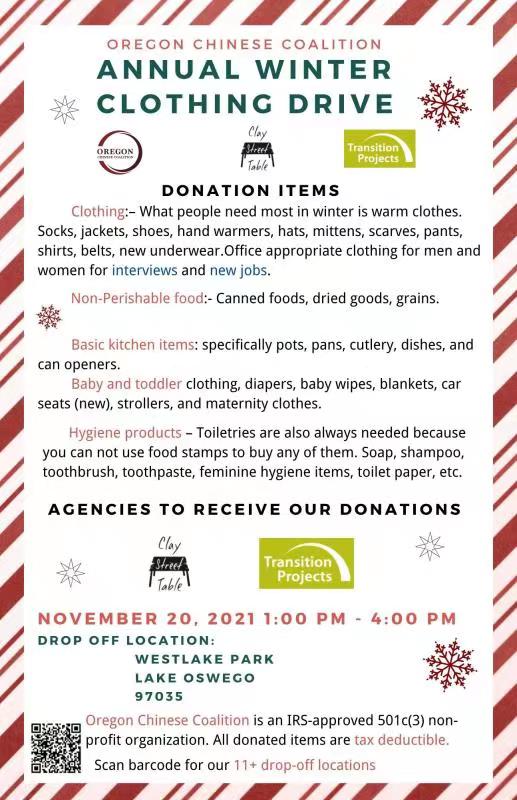 OREGON CHINESE COALITION
ANNUAL WINTER
CLOTHING DRIVE
OREGON
CHINESE COALITION
Clay
Street
Table
Transition
Projects
DONATION ITEMS
Clothing:– What people need most in winter is warm clothes.
Socks, jackets, shoes, hand warmers, hats, mittens, scarves, pants,
shirts, belts, new underwear.Office appropriate clothing for men and
women for interviews and new jobs.
Non-Perishable food:- Canned foods, dried goods, grains.
Basic kitchen items: specifically pots, pans, cutlery, dishes, and
can openers.
Baby and toddler clothing, diapers, baby wipes, blankets, car
seats (new), strollers, and maternity clothes.
Hygiene products – Toiletries are also always needed because
you can not use food stamps to buy any of them. Soap, shampoo,
toothbrush, toothpaste, feminine hygiene items, toilet paper, etc.
AGENCIES TO RECEIVE OUR DONATIONS
Clay
Street
Table
Transition
Projects
NOVEMBER 20, 2021 1:00 PM - 4:00 PM
DROP OFF LOCATION:
WESTLAKE PARK
LAKE OSWEGO
97035
Oregon Chinese Coalition is an IRS-approved 501c(3) non-
profit organization. All donated items are tax deductible.
Scan barcode for our 11+ drop-off locations